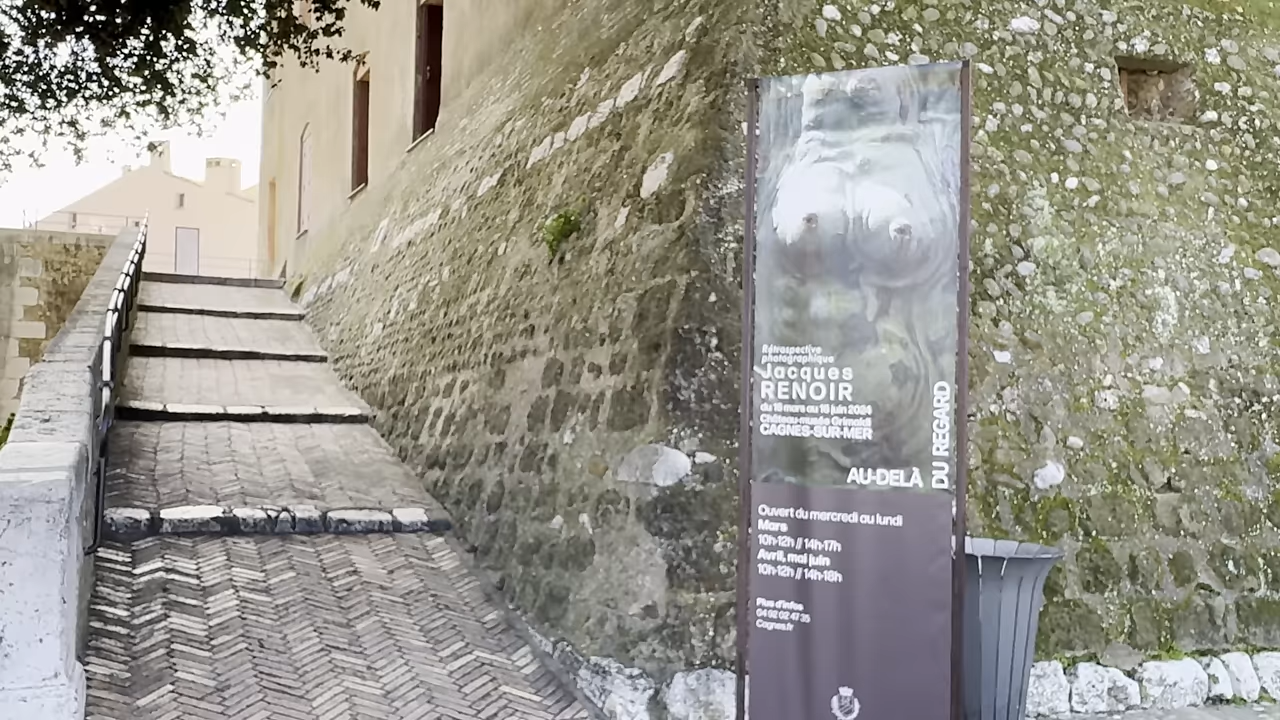 Rétrospective
photographique
Jacques
RENOIR
du 16 mars au 16 juin 2024
Château-musée Grimaldi
CAGNES-SUR-MER
AU-DELÀ
DU REGARD
Ouvert du mercredi au lundi
Mars
10h-12h // 14h-17h
Avril, mai juin
10h-12h // 14h-18h
Plus d'infos
04 92 02 47 35
Cagnes.fr